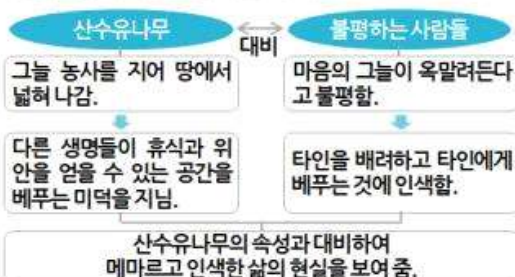 산수유나무
대비
불평하는 사람들
그늘 농사를 지어 땅에서
넓혀 나감.
마음의 그늘이 옥말려든다
고 불평함.
다른 생명들이 휴식과 위
안을 얻을 수 있는 공간을
베푸는 미덕을 지님.
타인을 배려하고 타인에게
베푸는 것에 인색함.
산수유나무의 속성과 대비하여
메마르고 인색한 삶의 현실을 보여 줌.